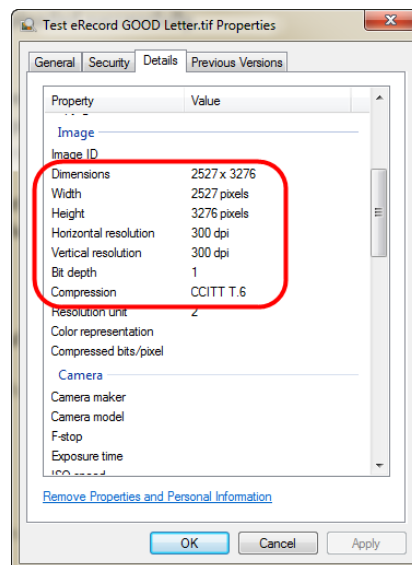 Test eRecord GOOD Letter.tif Properties
General Security Details Previous Versions
Property Value
Image
Image ID
Dimensions 2527 x 3276
Width 2527 pixels
Height 3276 pixels
Horizontal resolution 300 dpi
Vertical resolution 300 dpi
Bit depth 1
Compression CCITT T.6
Resolution unit 2
Color representation
Compressed bits/pixel
Camera
Camera maker
Camera model
F-stop
Exposure time
Remove Properties and Personal Information
OK Cancel Apply